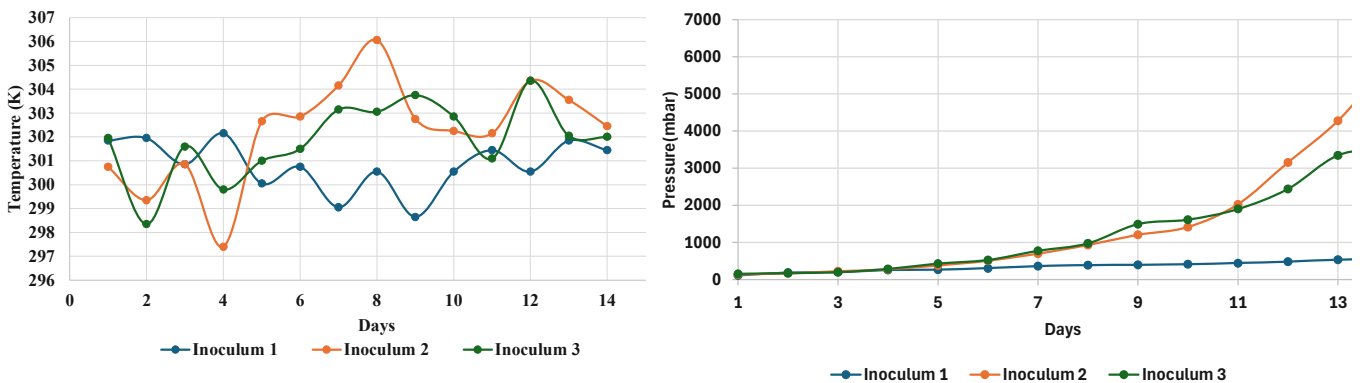 307
306
305
304
303
302
301
300
299
298
297
296
Temperature (K)
0 2 4 6 8 10 12 14
Days
Inoculum 1 Inoculum 2 Inoculum 3
7000
6000
5000
4000
3000
2000
1000
0
Pressure(mbar)
1 3 5 7 9 11 13
Days
Inoculum 1 Inoculum 2 Inoculum 3